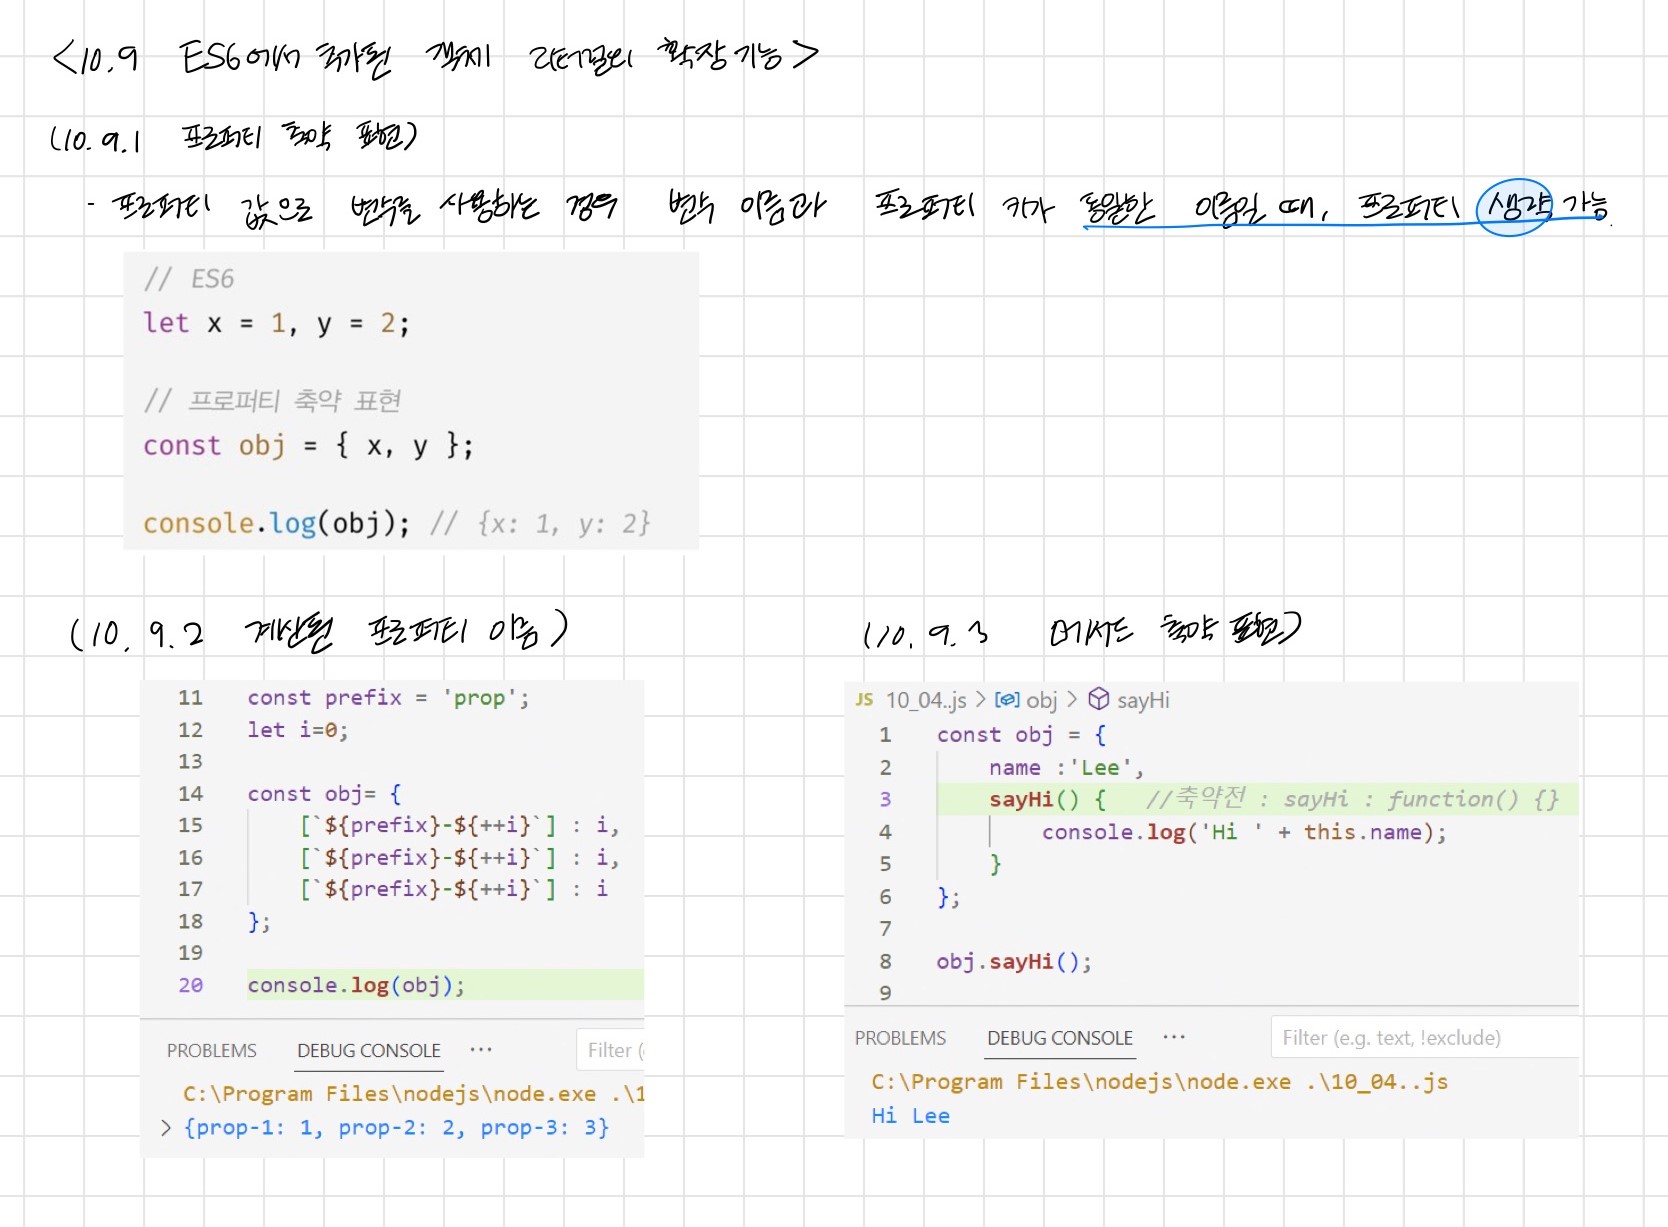 <10.9 ES6에서 추가된 객체 리터럴의 확장 기능>
(10.9.1 프로퍼티 축약 표현)
- 프로퍼티 값으로 변수를 사용하는 경우 변수 이름과 프로퍼티 키가 동일한 이름일 때, 프로퍼티 생략 가능.
// ES6
let x = 1, y = 2;
// 프로퍼티 축약 표현
const obj = { x, y };
console.log(obj); // {x: 1, y: 2}
(10.9.2 계산된 프로퍼티 이름)
11 const prefix = 'prop';
12 let i=0;
13
14 const obj= {
15 [`${prefix}-${++i}`] : i,
16 [`${prefix}-${++i}`] : i,
17 [`${prefix}-${++i}`] : i
18 };
19
20 console.log(obj);
PROBLEMS DEBUG CONSOLE ··· Filter (
C:\Program Files\nodejs\node.exe .\1
> {prop-1: 1, prop-2: 2, prop-3: 3}
(10.9.3 메서드 축약 표현)
JS 10_04..js > obj > sayHi
1 const obj = {
2 name :'Lee',
3 sayHi() { //축약전 : sayHi : function() {}
4 console.log('Hi ' + this.name);
5 }
6 };
7
8 obj.sayHi();
9
PROBLEMS DEBUG CONSOLE ··· Filter (e.g. text, !exclude)
C:\Program Files\nodejs\node.exe .\10_04..js
Hi Lee